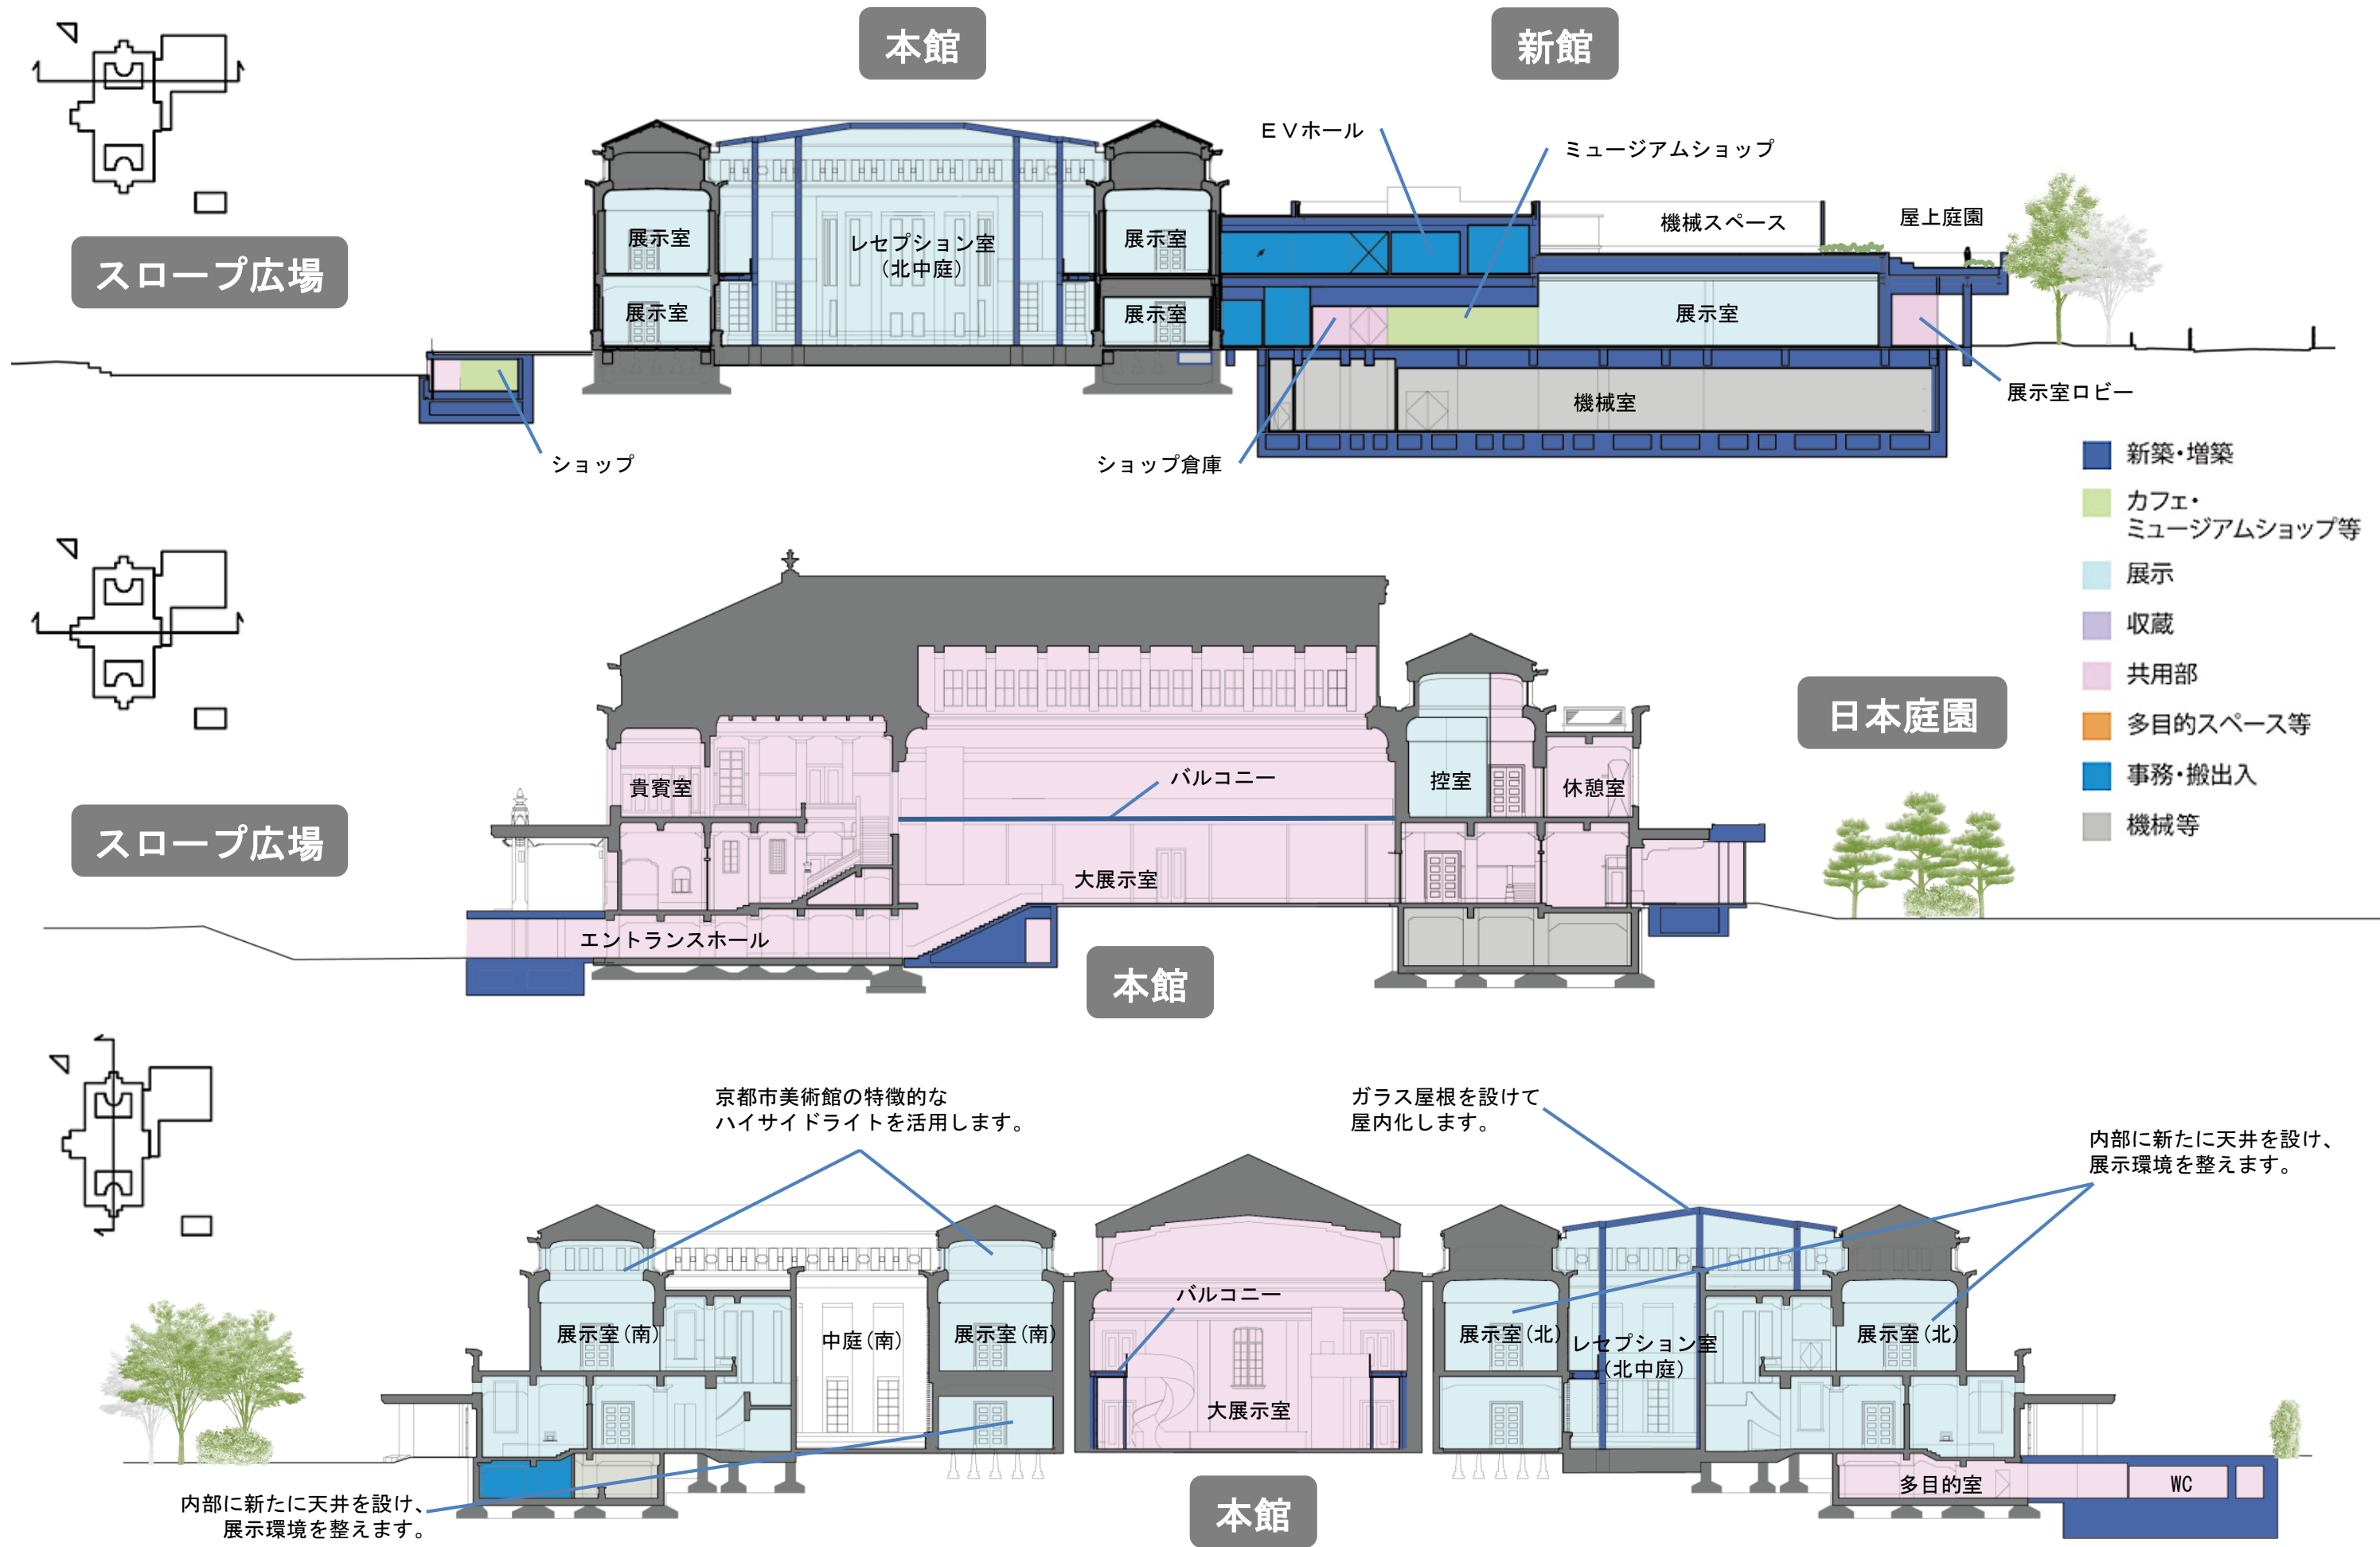 本館
新館
スロープ広場
EVホール
ミュージアムショップ
機械スペース
屋上庭園
展示室
レセプション室
(北中庭)
展示室
展示室
展示室
展示室
機械室
展示室ロビー
ショップ
ショップ倉庫
新築・増築
カフェ・
ミュージアムショップ等
展示
収蔵
共用部
多目的スペース等
事務・搬出入
機械等
スロープ広場
日本庭園
貴賓室
バルコニー
控室
休憩室
大展示室
エントランスホール
本館
京都市美術館の特徴的な
ハイサイドライトを活用します。
ガラス屋根を設けて
屋内化します。
内部に新たに天井を設け、
展示環境を整えます。
展示室(南)
中庭(南)
展示室(南)
バルコニー
大展示室
展示室(北)
レセプション室
(北中庭)
展示室(北)
多目的室
WC
内部に新たに天井を設け、
展示環境を整えます。
本館